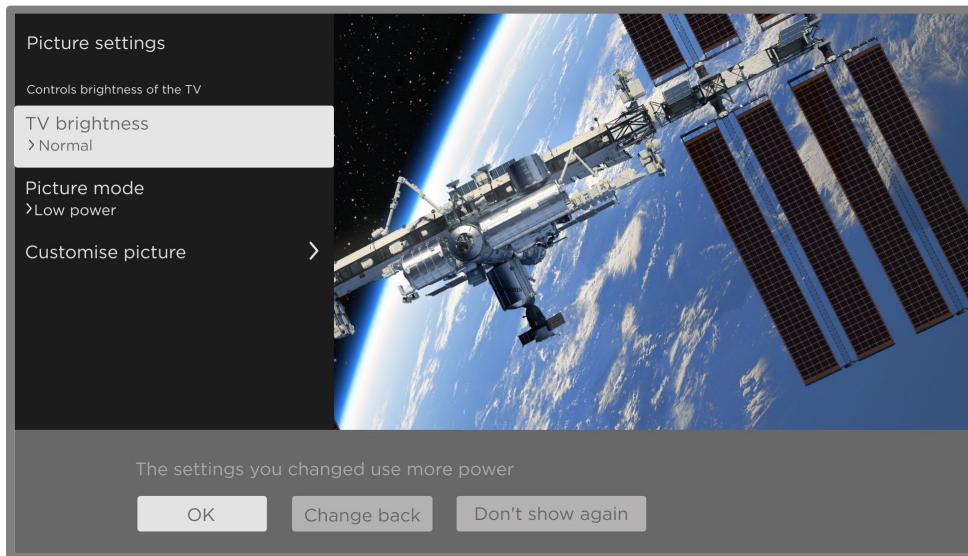 Picture settings
Controls brightness of the TV
TV brightness
> Normal
Picture mode
>Low power
Customise picture >
The settings you changed use more power
OK
Change back
Don't show again